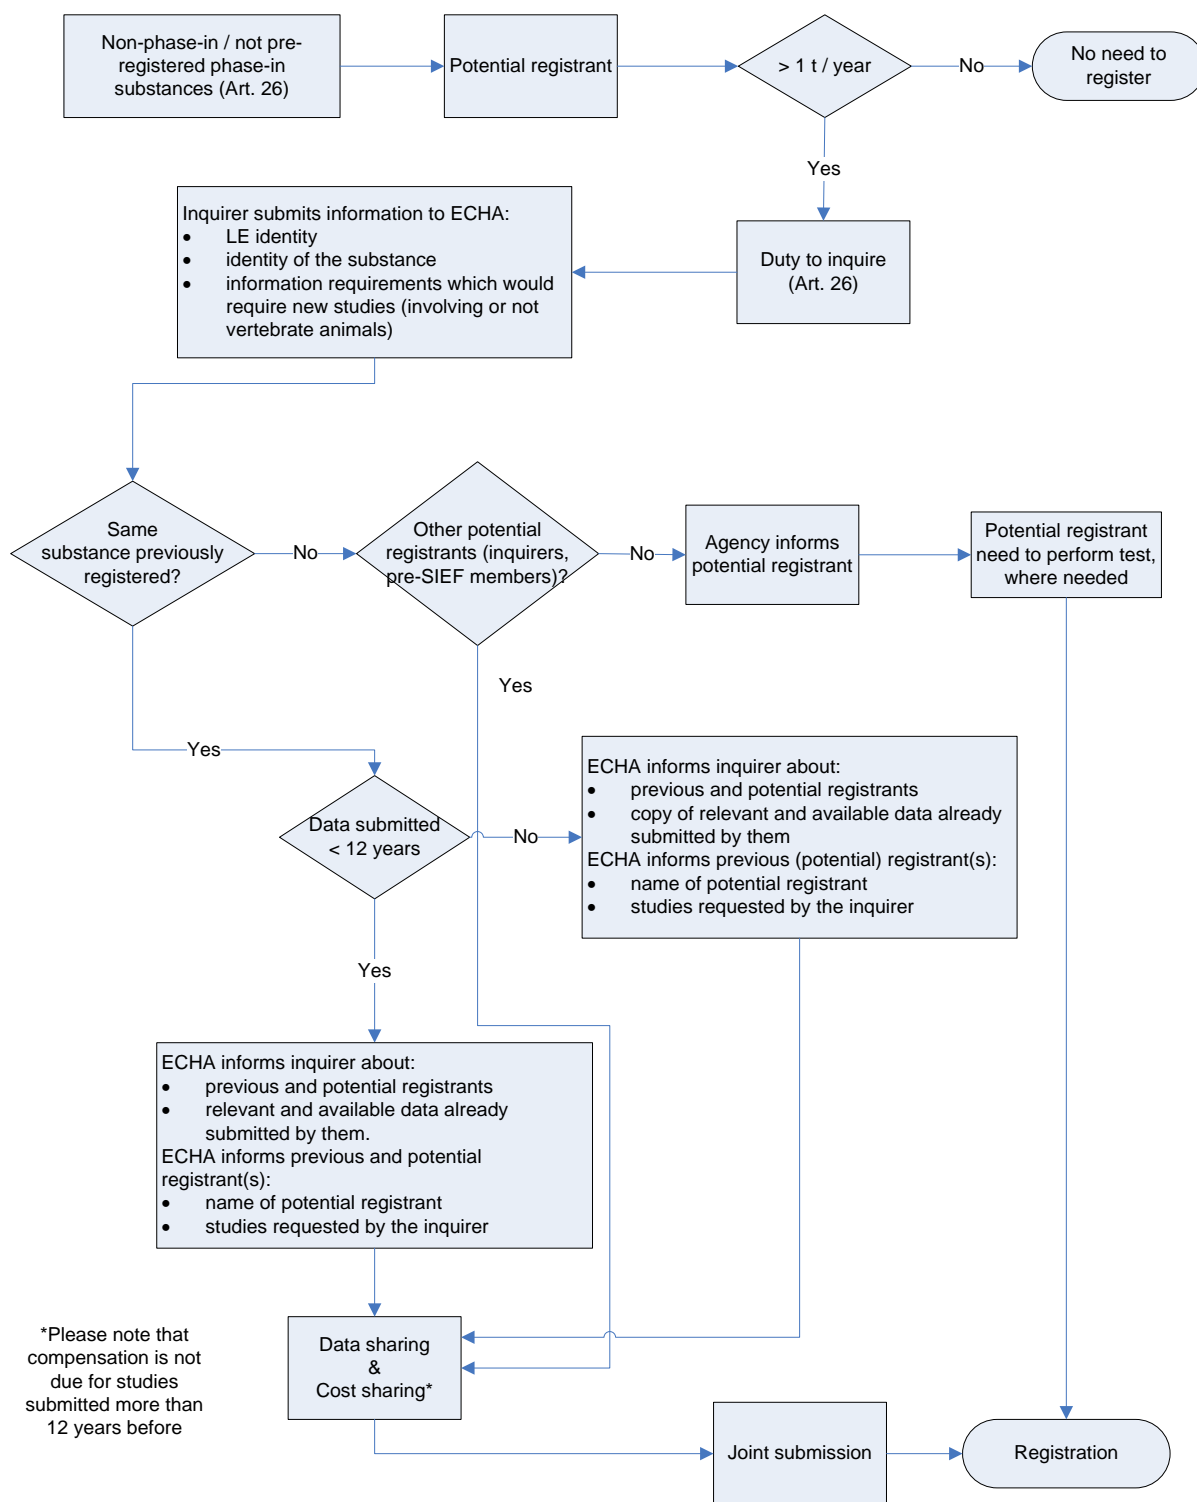 Non-phase-in / not pre-
registered phase-in
substances (Art. 26)
Potential registrant
> 1 t / year
No
No need to
register
Yes
Inquirer submits information to ECHA:
• LE identity
• identity of the substance
• information requirements which would
require new studies (involving or not
vertebrate animals)
Duty to inquire
(Art. 26)
Same
substance previously
registered?
No
Other potential
registrants (inquirers,
pre-SIEF members)?
No
Agency informs
potential registrant
Potential registrant
need to perform test,
where needed
Yes
Yes
Data submitted
< 12 years
No
ECHA informs inquirer about:
• previous and potential registrants
• copy of relevant and available data already
submitted by them
ECHA informs previous (potential) registrant(s):
• name of potential registrant
• studies requested by the inquirer
Yes
ECHA informs inquirer about:
• previous and potential registrants
• relevant and available data already
submitted by them.
ECHA informs previous and potential
registrant(s):
• name of potential registrant
• studies requested by the inquirer
*Please note that
compensation is not
due for studies
submitted more than
12 years before
Data sharing
&
Cost sharing*
Joint submission
Registration